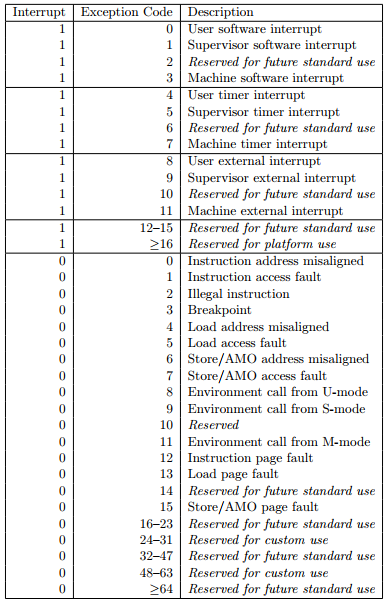 Interrupt Exception Code Description
1 0 User software interrupt
1 1 Supervisor software interrupt
1 2 Reserved for future standard use
1 3 Machine software interrupt
1 4 User timer interrupt
1 5 Supervisor timer interrupt
1 6 Reserved for future standard use
1 7 Machine timer interrupt
1 8 User external interrupt
1 9 Supervisor external interrupt
1 10 Reserved for future standard use
1 11 Machine external interrupt
1 12–15 Reserved for future standard use
1 ≥16 Reserved for platform use
0 0 Instruction address misaligned
0 1 Instruction access fault
0 2 Illegal instruction
0 3 Breakpoint
0 4 Load address misaligned
0 5 Load access fault
0 6 Store/AMO address misaligned
0 7 Store/AMO access fault
0 8 Environment call from U-mode
0 9 Environment call from S-mode
0 10 Reserved
0 11 Environment call from M-mode
0 12 Instruction page fault
0 13 Load page fault
0 14 Reserved for future standard use
0 15 Store/AMO page fault
0 16–23 Reserved for future standard use
0 24–31 Reserved for custom use
0 32–47 Reserved for future standard use
0 48–63 Reserved for custom use
0 ≥64 Reserved for future standard use